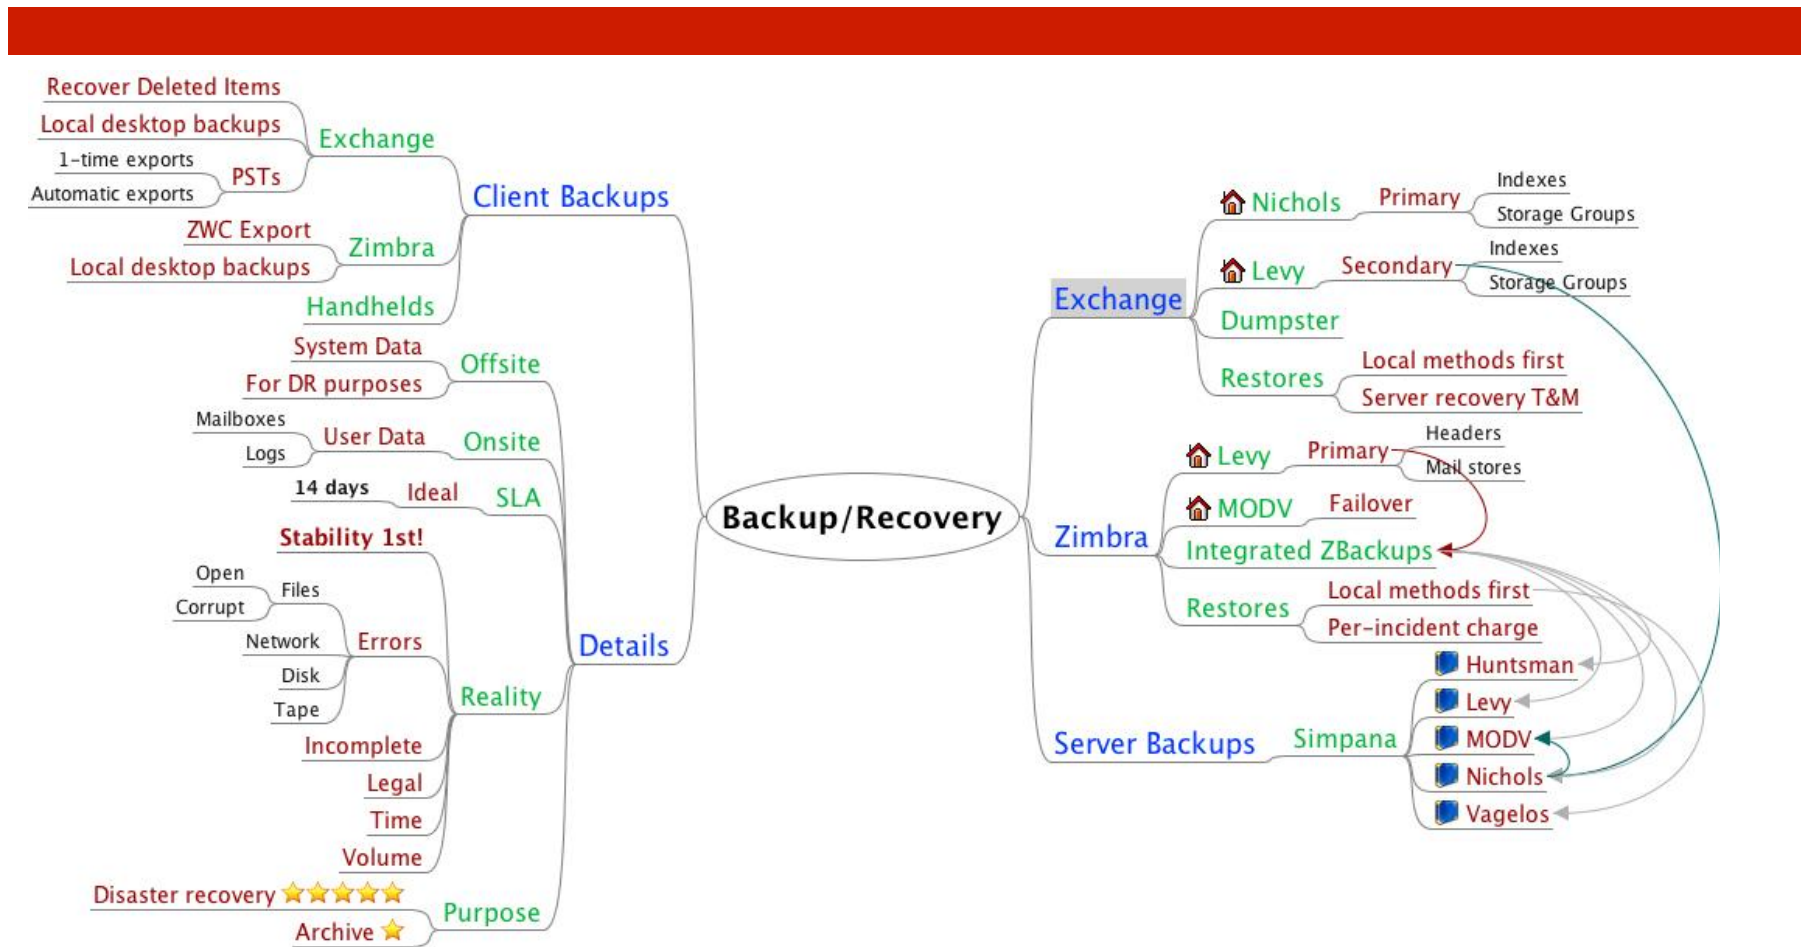 Recover Deleted Items
Local desktop backups
1-time exports
Automatic exports
PSTs
Exchange
ZWC Export
Local desktop backups
Zimbra
Handhelds
Client Backups
System Data
For DR purposes
Offsite
Mailboxes
Logs
User Data
Onsite
14 days
Ideal
SLA
Stability 1st!
Open
Corrupt
Files
Network
Disk
Tape
Errors
Incomplete
Legal
Time
Volume
Reality
Disaster recovery
Archive
Purpose
Details
Backup/Recovery
Exchange
Nichols
Primary
Indexes
Storage Groups
Levy
Secondary
Indexes
Storage Groups
Dumpster
Restores
Local methods first
Server recovery T&M
Zimbra
Levy
Primary
Headers
Mail stores
MODV
Failover
Integrated ZBackups
Restores
Local methods first
Per-incident charge
Server Backups
Simpana
Huntsman
Levy
MODV
Nichols
Vagelos